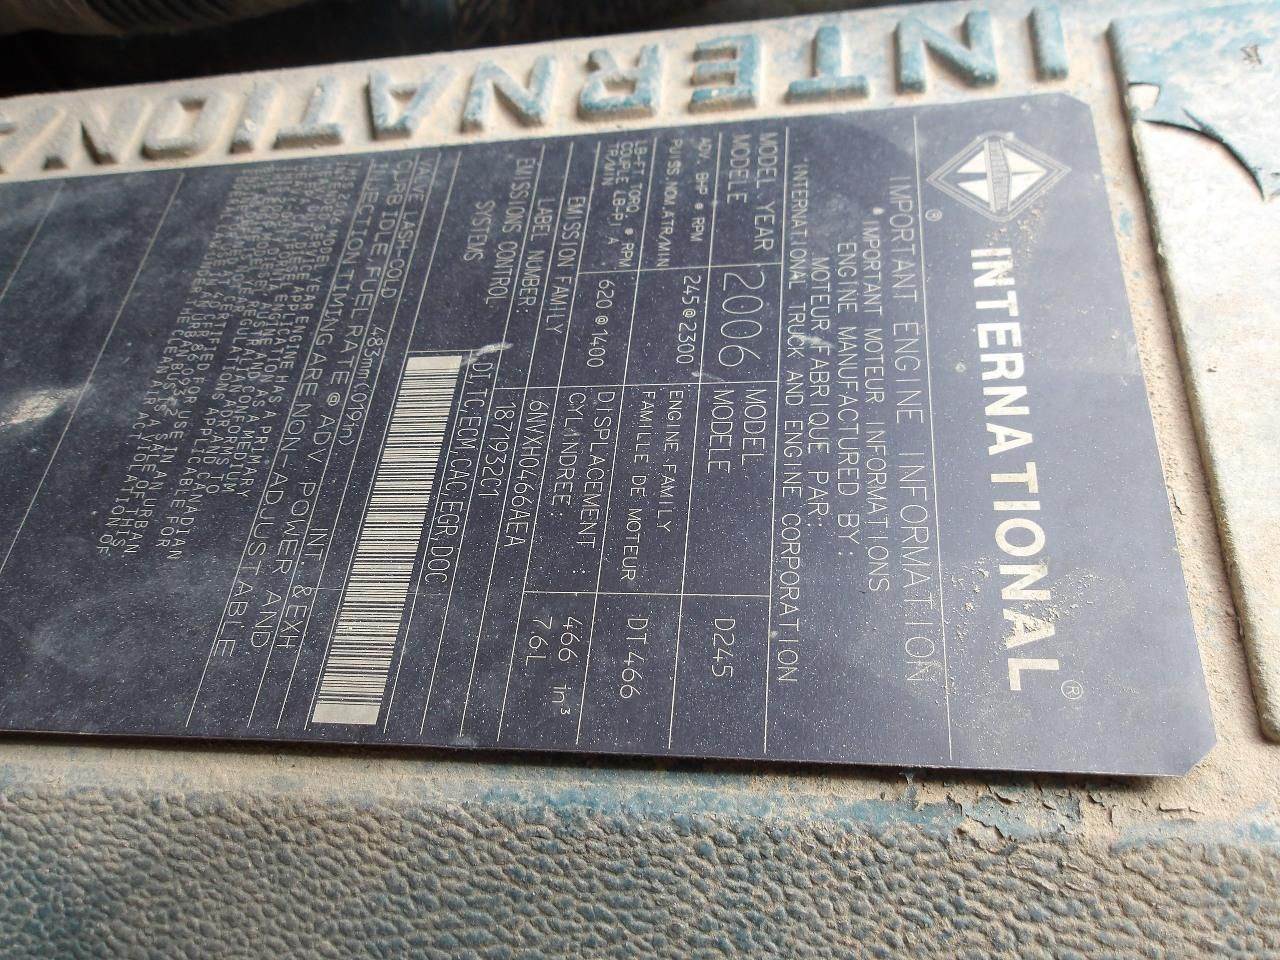 INTERNATIONAL
INTERNATIONAL®
®
IMPORTANT ENGINE INFORMATION
IMPORTANT MOTEUR INFORMATIONS
ENGINE MANUFACTURED BY:
MOTEUR FABRIQUE PAR:
INTERNATIONAL TRUCK AND ENGINE CORPORATION
MODEL YEAR
MODELE
2006
MODEL
MODELE
D245
ADV. BHP @ RPM
PUISS. NOM.ATR/MIN
245@2300
ENGINE FAMILY
FAMILLE DE MOTEUR
DT 466
LB-FT. TORQ. @ RPM
COUPLE LB-PI A
TR/MIN
620@1400
DISPLACEMENT
CYLINDREE:
466 in³
7.6L
EMISSION FAMILY
6NVXH0466AEA
LABEL NUMBER:
1871932C1
EMISSIONS CONTROL
SYSTEMS
DI,TC,ECM,CAC,EGR,DOC
VALVE LASH-COLD .483mm(.019in) INT. & EXH
CURB IDLE, FUEL RATE @ ADV. POWER AND
INJECTION TIMING ARE NON-ADJUSTABLE